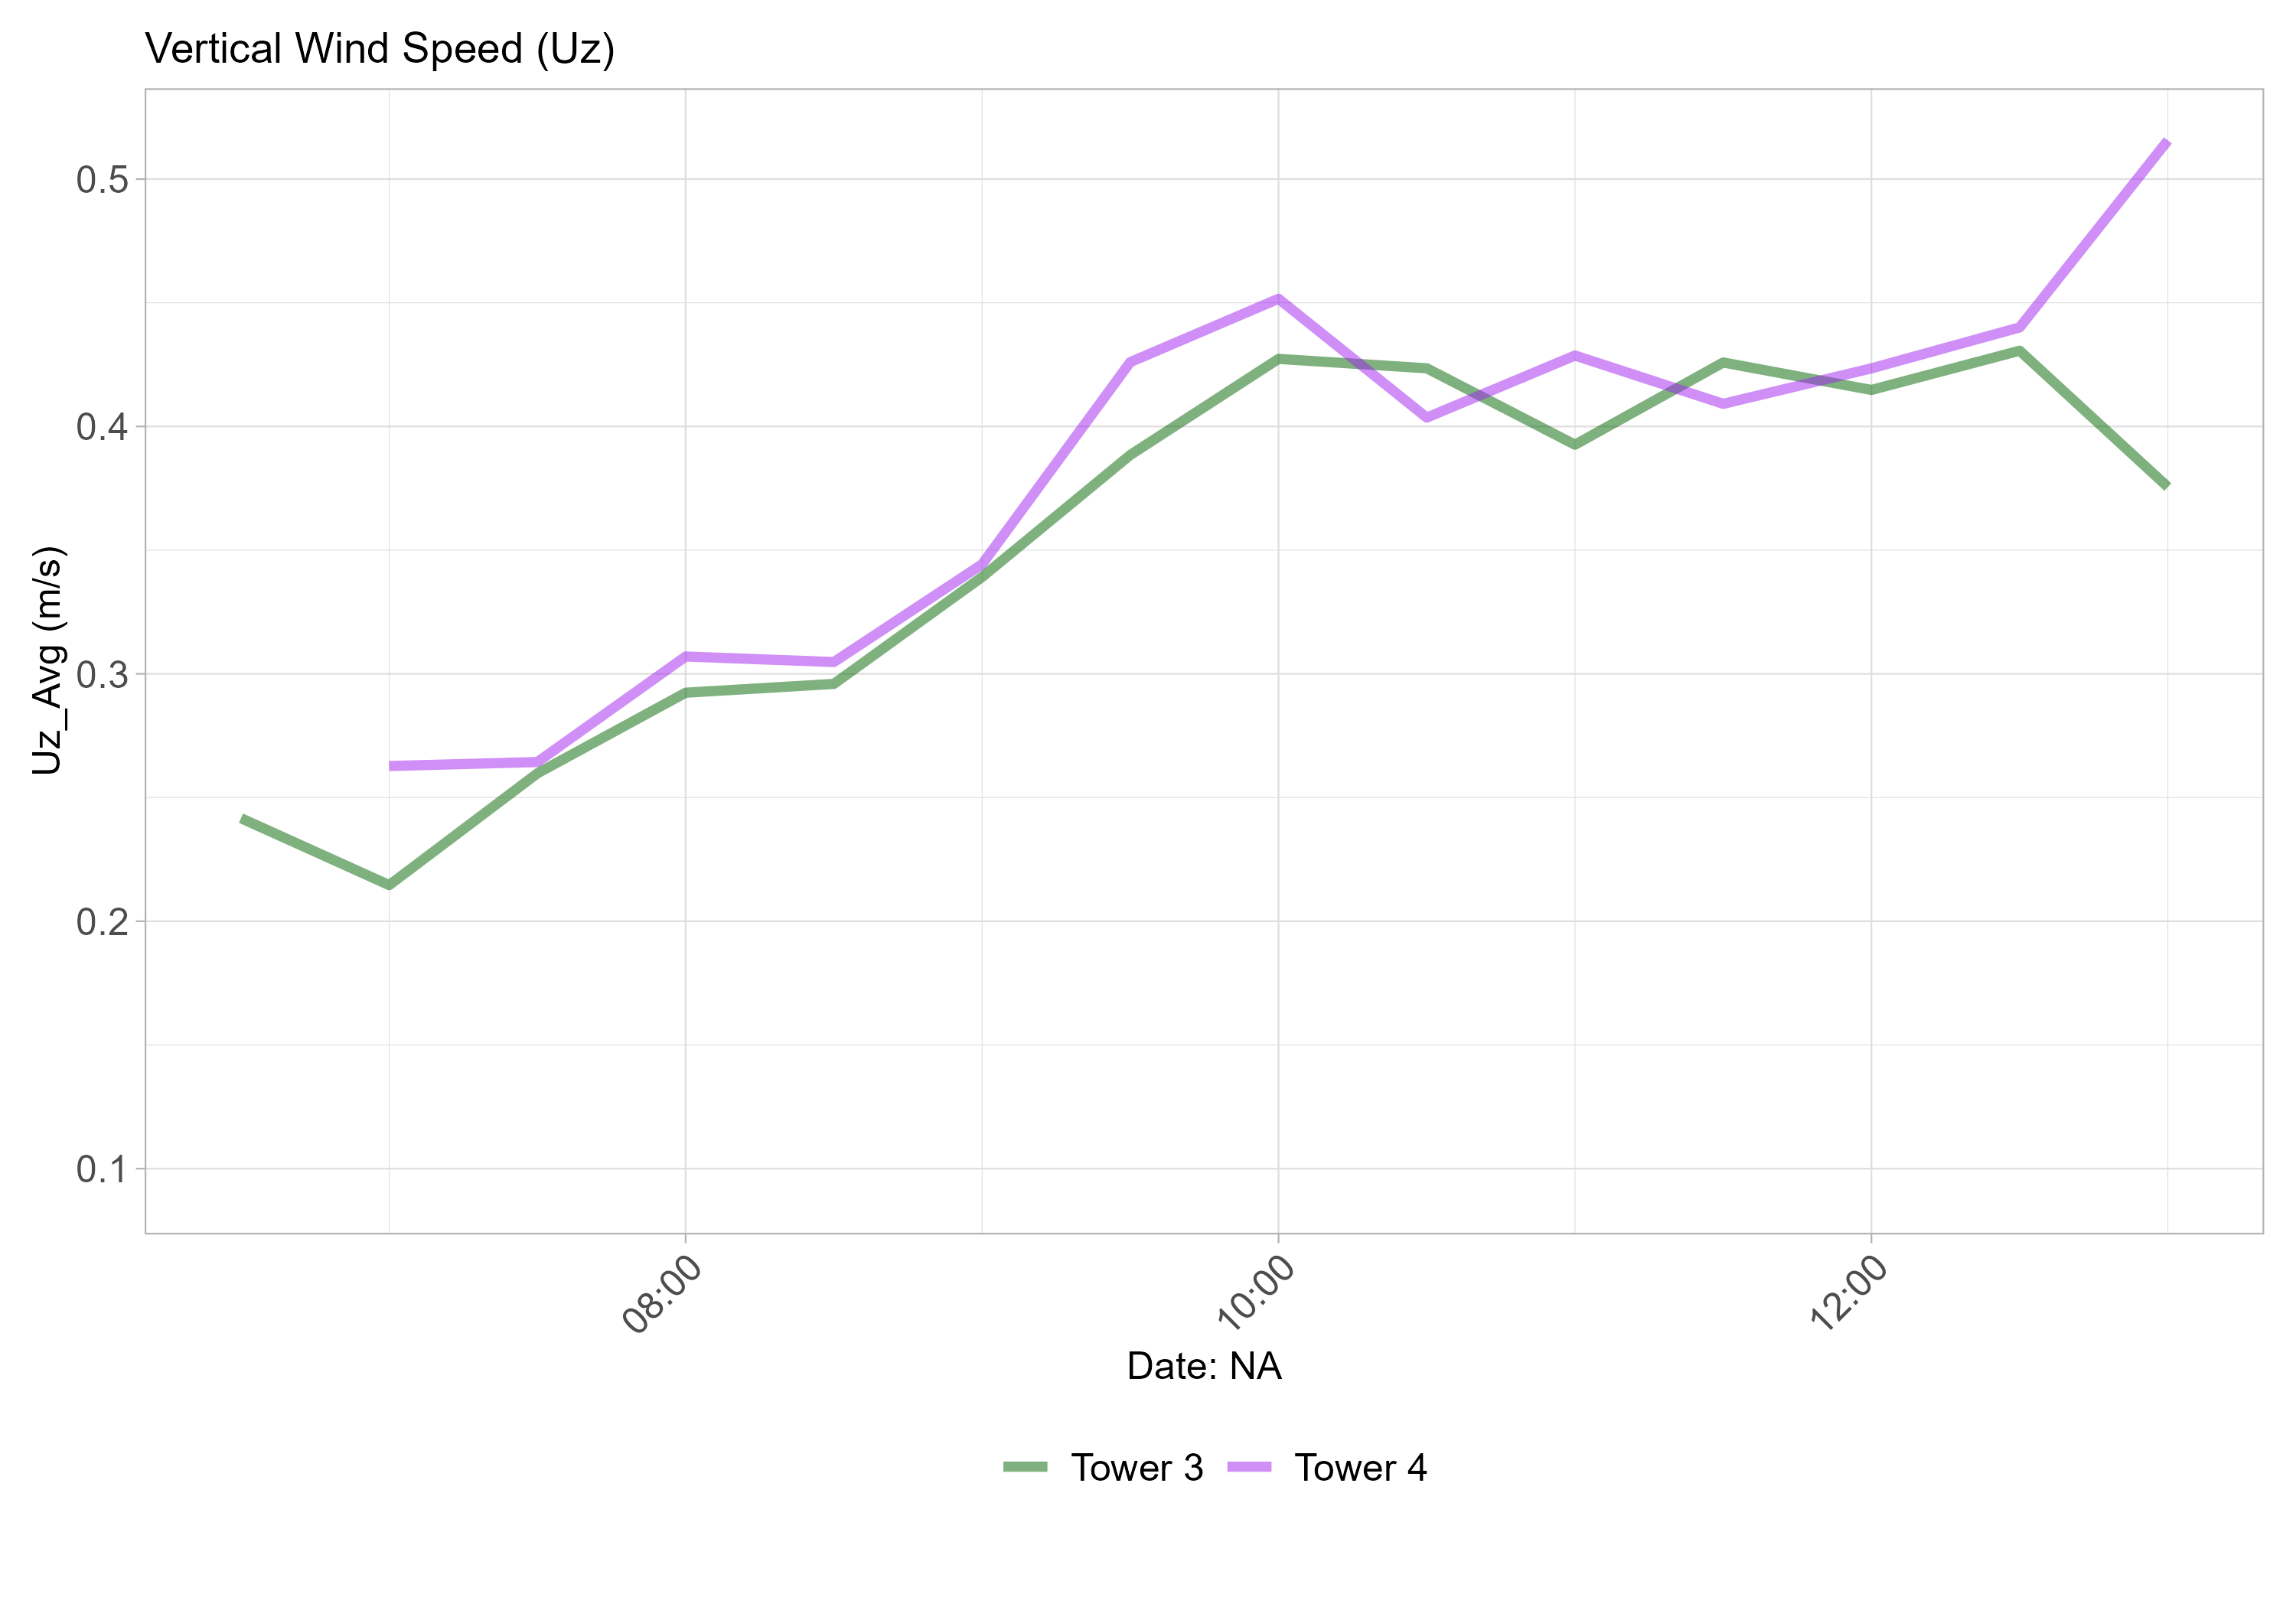 Vertical Wind Speed (Uz)
Uz_Avg (m/s)
0.5
0.4
0.3
0.2
0.1
08:00
10:00
12:00
Date: NA
Tower 3
Tower 4